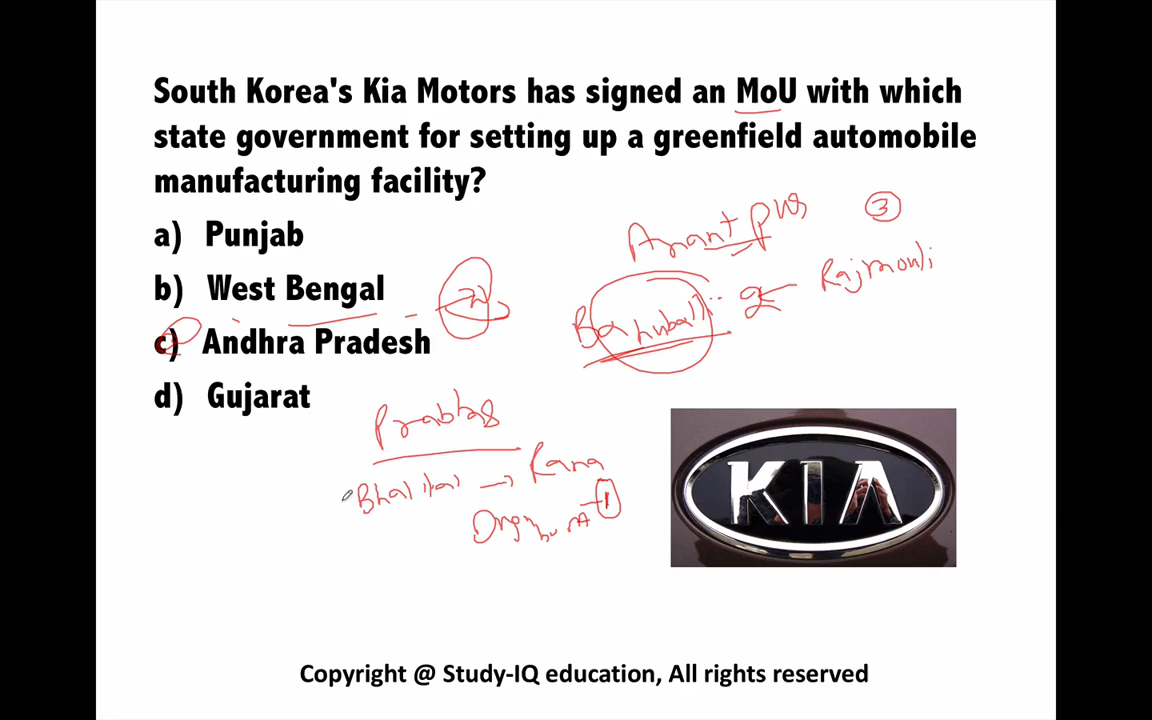 South Korea's Kia Motors has signed an MoU with which
state government for setting up a greenfield automobile
manufacturing facility?
a) Punjab
b) West Bengal
c) Andhra Pradesh
d) Gujarat
Anantpur
3
Bahuballi
2
Rajmouli
Prabhas
Rana
1
KIA
Copyright @ Study-IQ education, All rights reserved